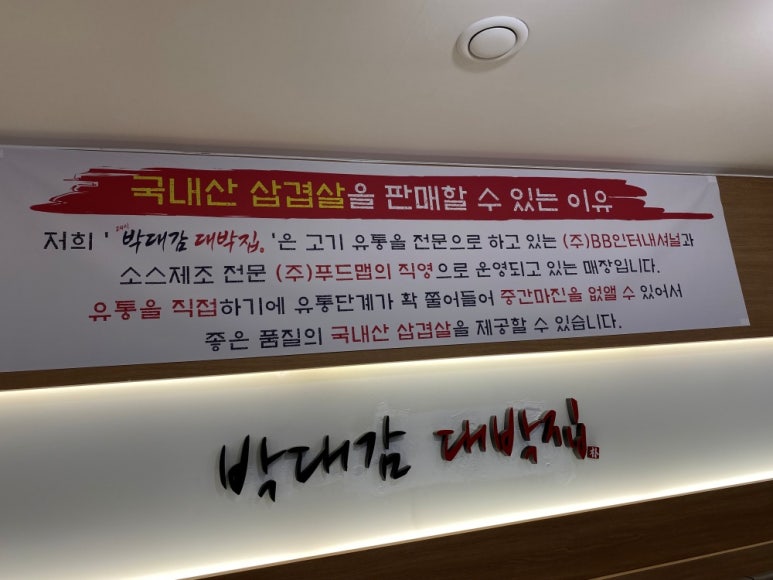 국내산 삼겹살을 판매할 수 있는 이유
저희 ' 박대감 대박집. '은 고기 유통을 전문으로 하고 있는 (주)BB인터내셔널과
소스제조 전문 (주)푸드맵의 직영으로 운영되고 있는 매장입니다.
유통을 직접하기에 유통단계가 확 쭐어들어 중간마진을 없앨 수 있어서
좋은 품질의 국내산 삼겹살을 제공할 수 있습니다.
박대감 대박집